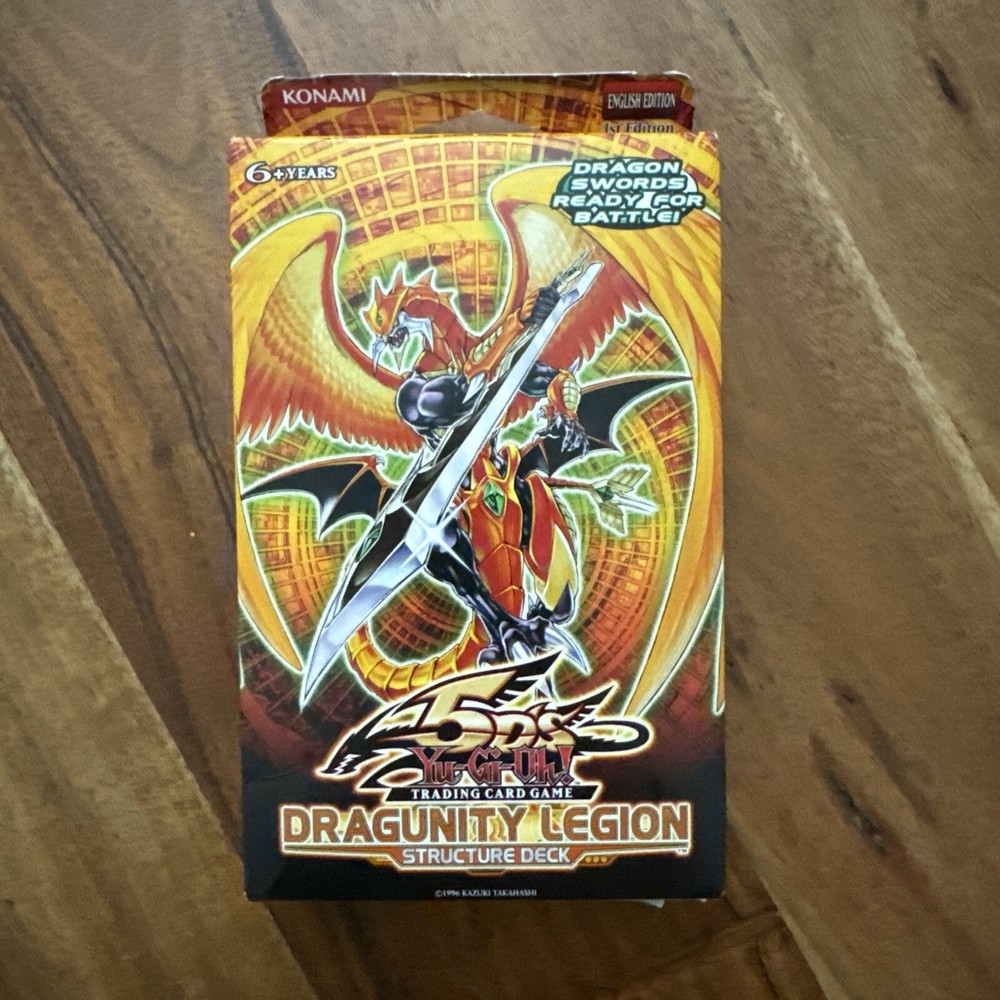 KONAMI
ENGLISH EDITION
1st Edition
6+YEARS
DRAGON
SWORDS
READY FOR
BATTLE!
5D's
Yu-Gi-Oh!
TRADING CARD GAME
DRAGUNITY LEGION™
STRUCTURE DECK
©1996 KAZUKI TAKAHASHI